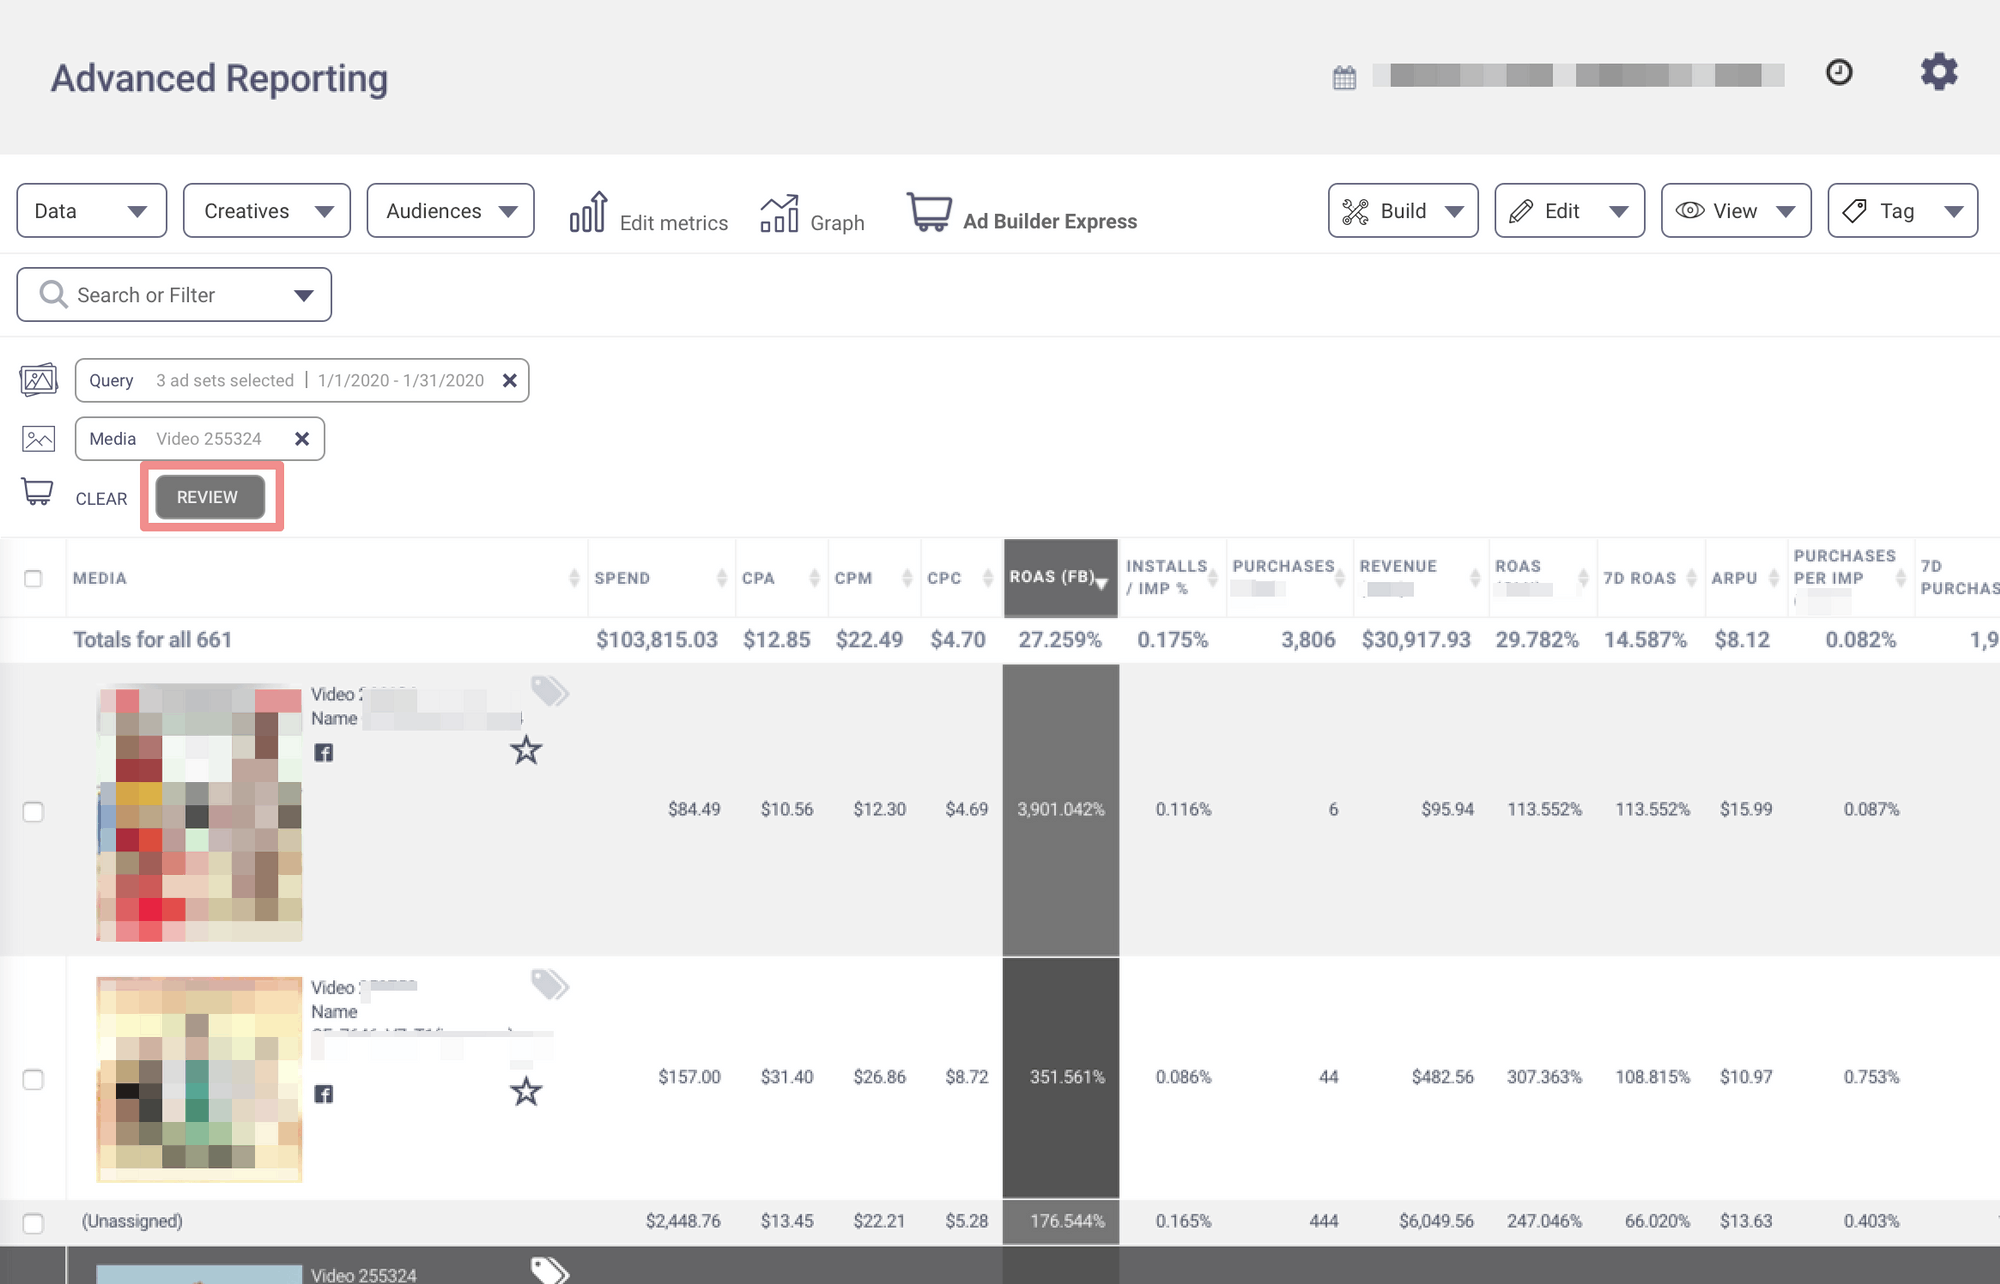 Advanced Reporting
Data
Creatives
Audiences
Edit metrics
Graph
Ad Builder Express
Build
Edit
View
Tag
Search or Filter
Query 3 ad sets selected | 1/1/2020 - 1/31/2020
Media Video 255324
CLEAR REVIEW
MEDIA SPEND CPA CPM CPC ROAS (FB) INSTALLS / IMP % PURCHASES REVENUE ROAS 7D ROAS ARPU PURCHASES PER IMP 7D PURCHAS
Totals for all 661 $103,815.03 $12.85 $22.49 $4.70 27.259% 0.175% 3,806 $30,917.93 29.782% 14.587% $8.12 0.082% 1,9
Video
Name
$84.49 $10.56 $12.30 $4.69 3,901.042% 0.116% 6 $95.94 113.552% 113.552% $15.99 0.087%
Video
Name
$157.00 $31.40 $26.86 $8.72 351.561% 0.086% 44 $482.56 307.363% 108.815% $10.97 0.753%
(Unassigned) $2,448.76 $13.45 $22.21 $5.28 176.544% 0.165% 444 $6,049.56 247.046% 66.020% $13.63 0.403%
Video 255324